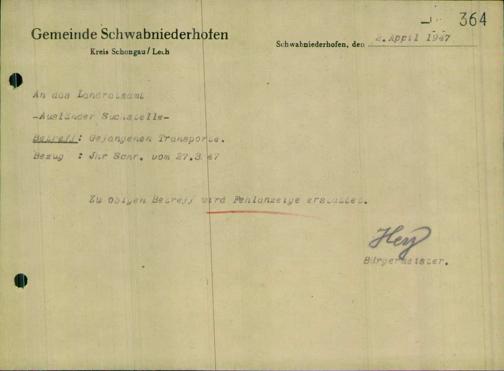 364
Gemeinde Schwabniederhofen
Kreis Schongau/Lech
Schwabniederhofen, den 2. April 1947
An das Landratsamt
-Ausländer Suchstelle-
Betreff: Gefangenen Transporte.
Bezug : Jhr Schr. vom 27.3.47
Zu obigen Betreff wird Fehlanzeige erstattet.
Bürgermeister.